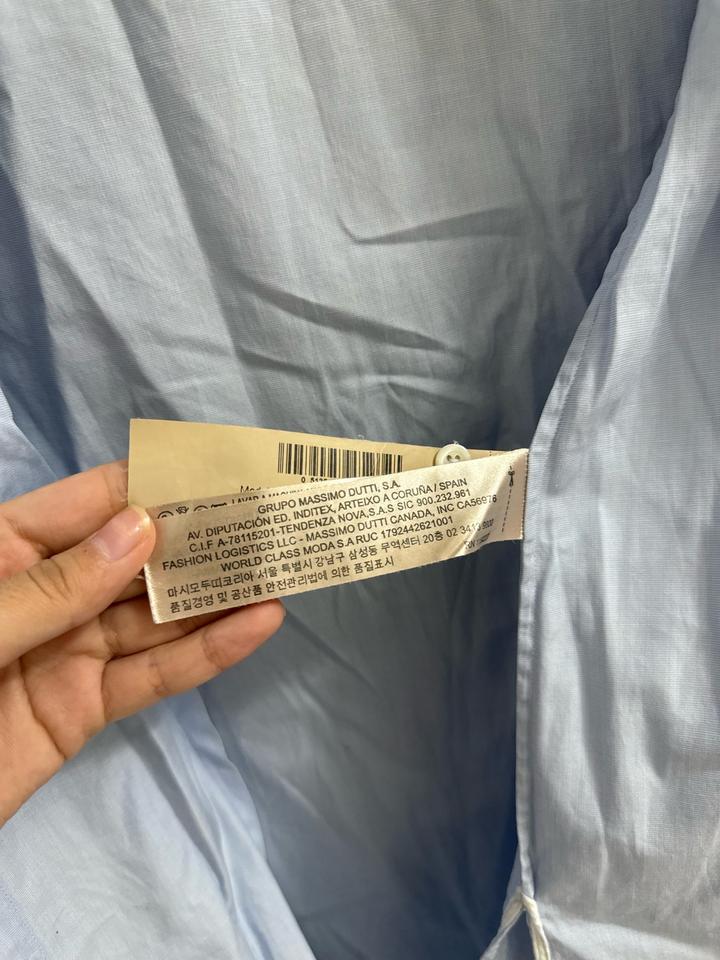 GRUPO MASSIMO DUTTI, S.A.
AV. DIPUTACIÓN ED. INDITEX, ARTEIXO A CORUÑA / SPAIN
C.I.F A-78115201-TENDENZA NOVA,S.A.S SIC 900.232.961
FASHION LOGISTICS LLC - MASSIMO DUTTI CANADA, INC CA56976
WORLD CLASS MODA S.A RUC 1792442621001
마시모두띠코리아 서울 특별시 강남구 삼성동 무역센터 20층 02 3413
품질경영 및 공산품 안전관리법에 의한 품질표시
RN